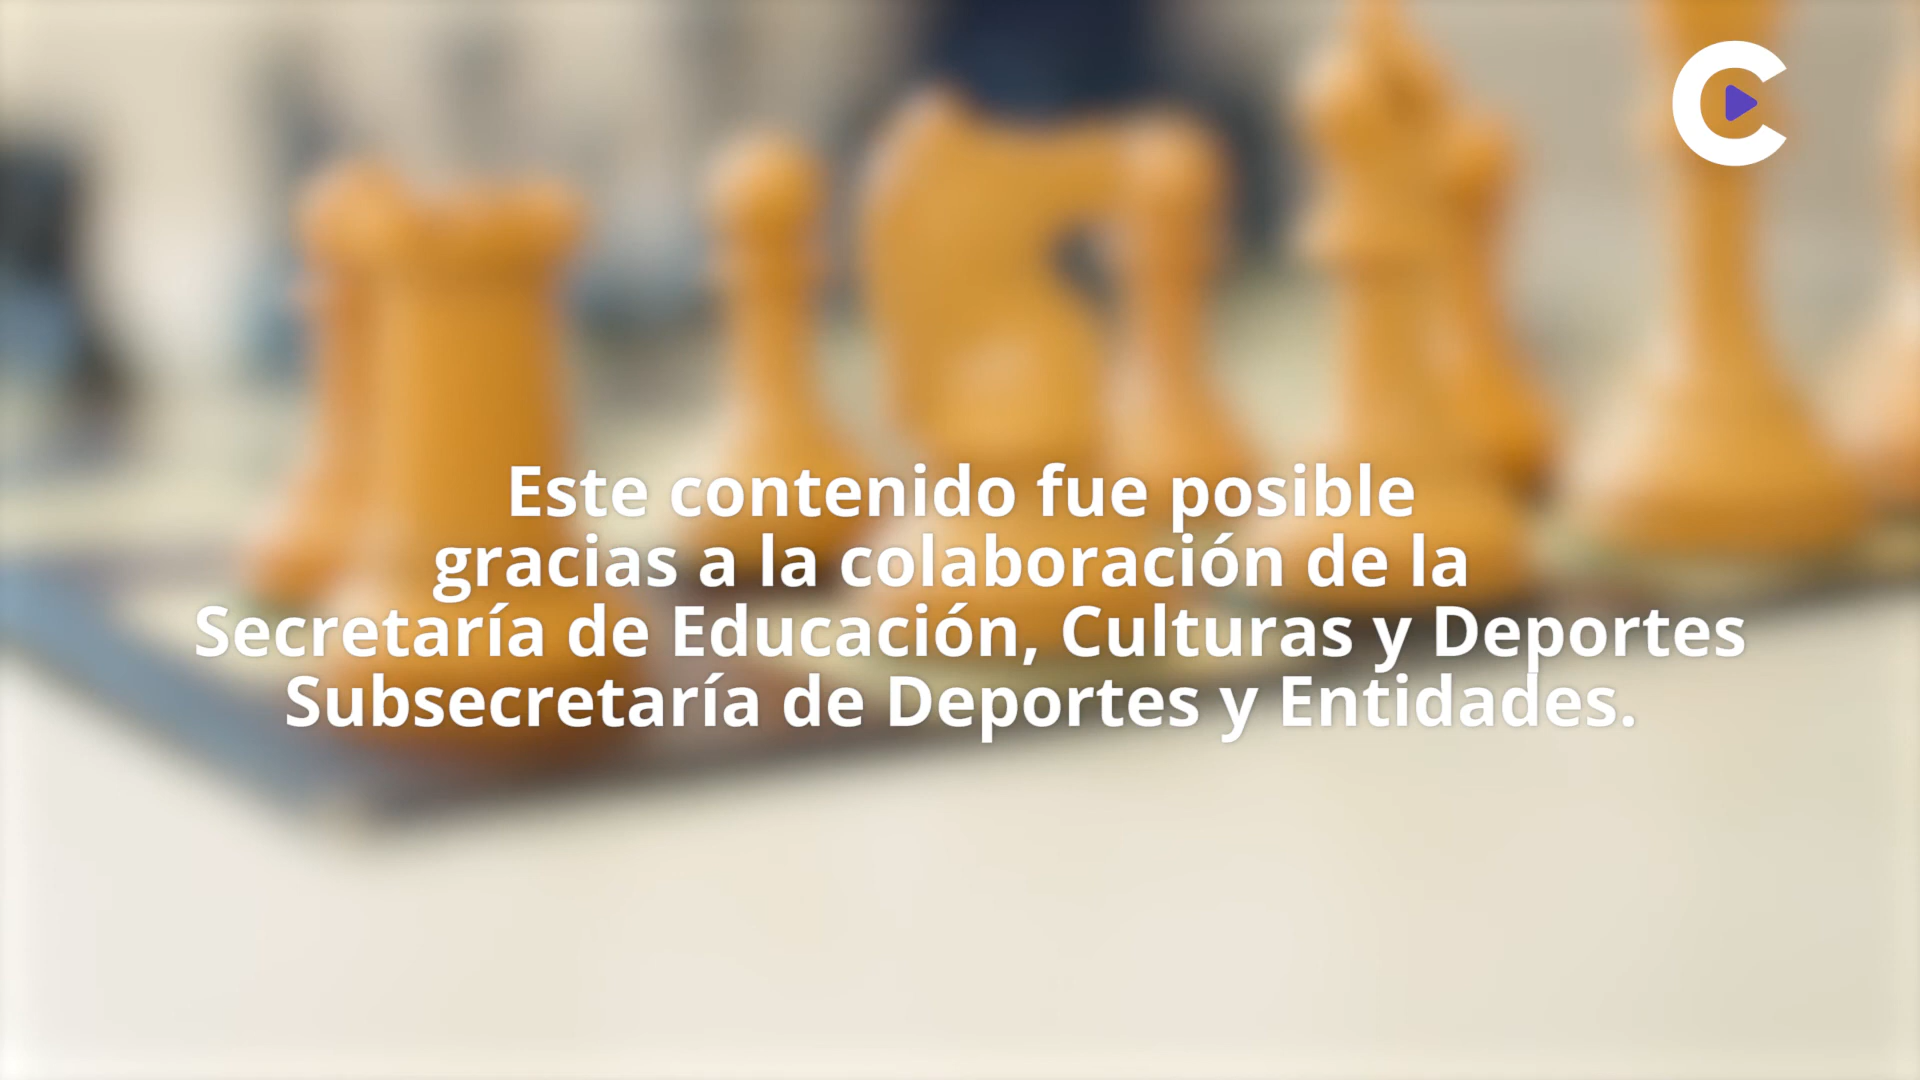 Este contenido fue posible
gracias a la colaboración de la
Secretaría de Educación, Culturas y Deportes
Subsecretaría de Deportes y Entidades.